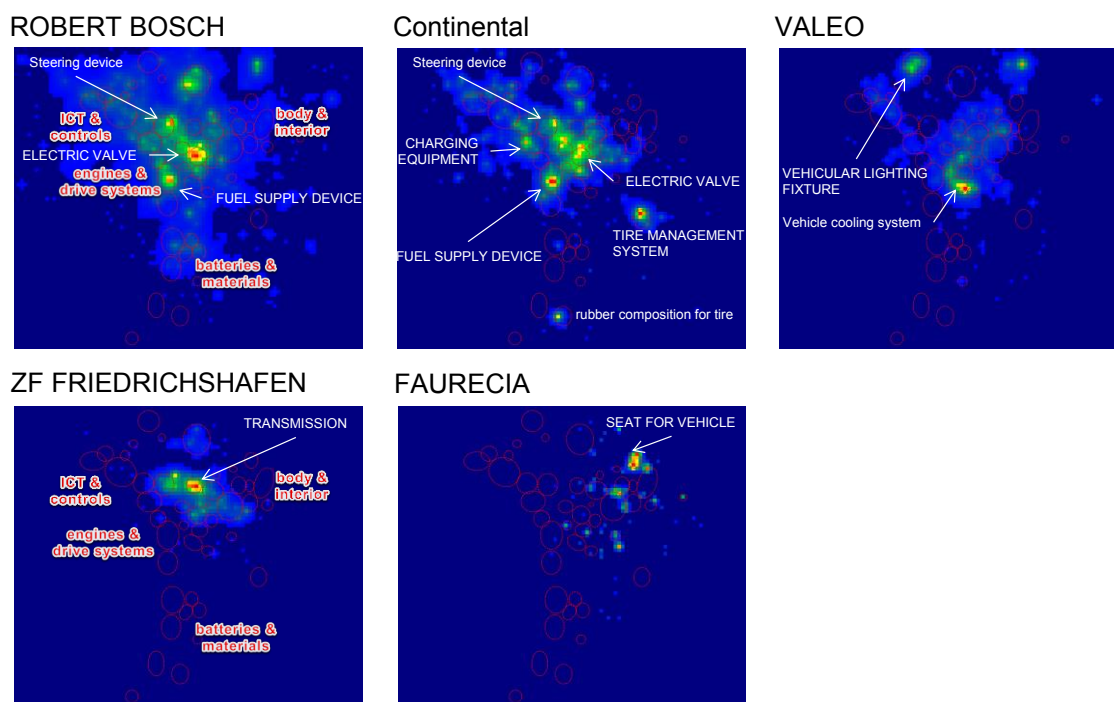 ROBERT BOSCH
Steering device
ICT &
controls
body &
interior
ELECTRIC VALVE
engines &
drive systems
FUEL SUPPLY DEVICE
batteries &
materials
Continental
Steering device
CHARGING
EQUIPMENT
ELECTRIC VALVE
TIRE MANAGEMENT
SYSTEM
FUEL SUPPLY DEVICE
rubber composition for tire
VALEO
VEHICULAR LIGHTING
FIXTURE
Vehicle cooling system
ZF FRIEDRICHSHAFEN
TRANSMISSION
ICT &
controls
body &
interior
engines &
drive systems
batteries &
materials
FAURECIA
SEAT FOR VEHICLE